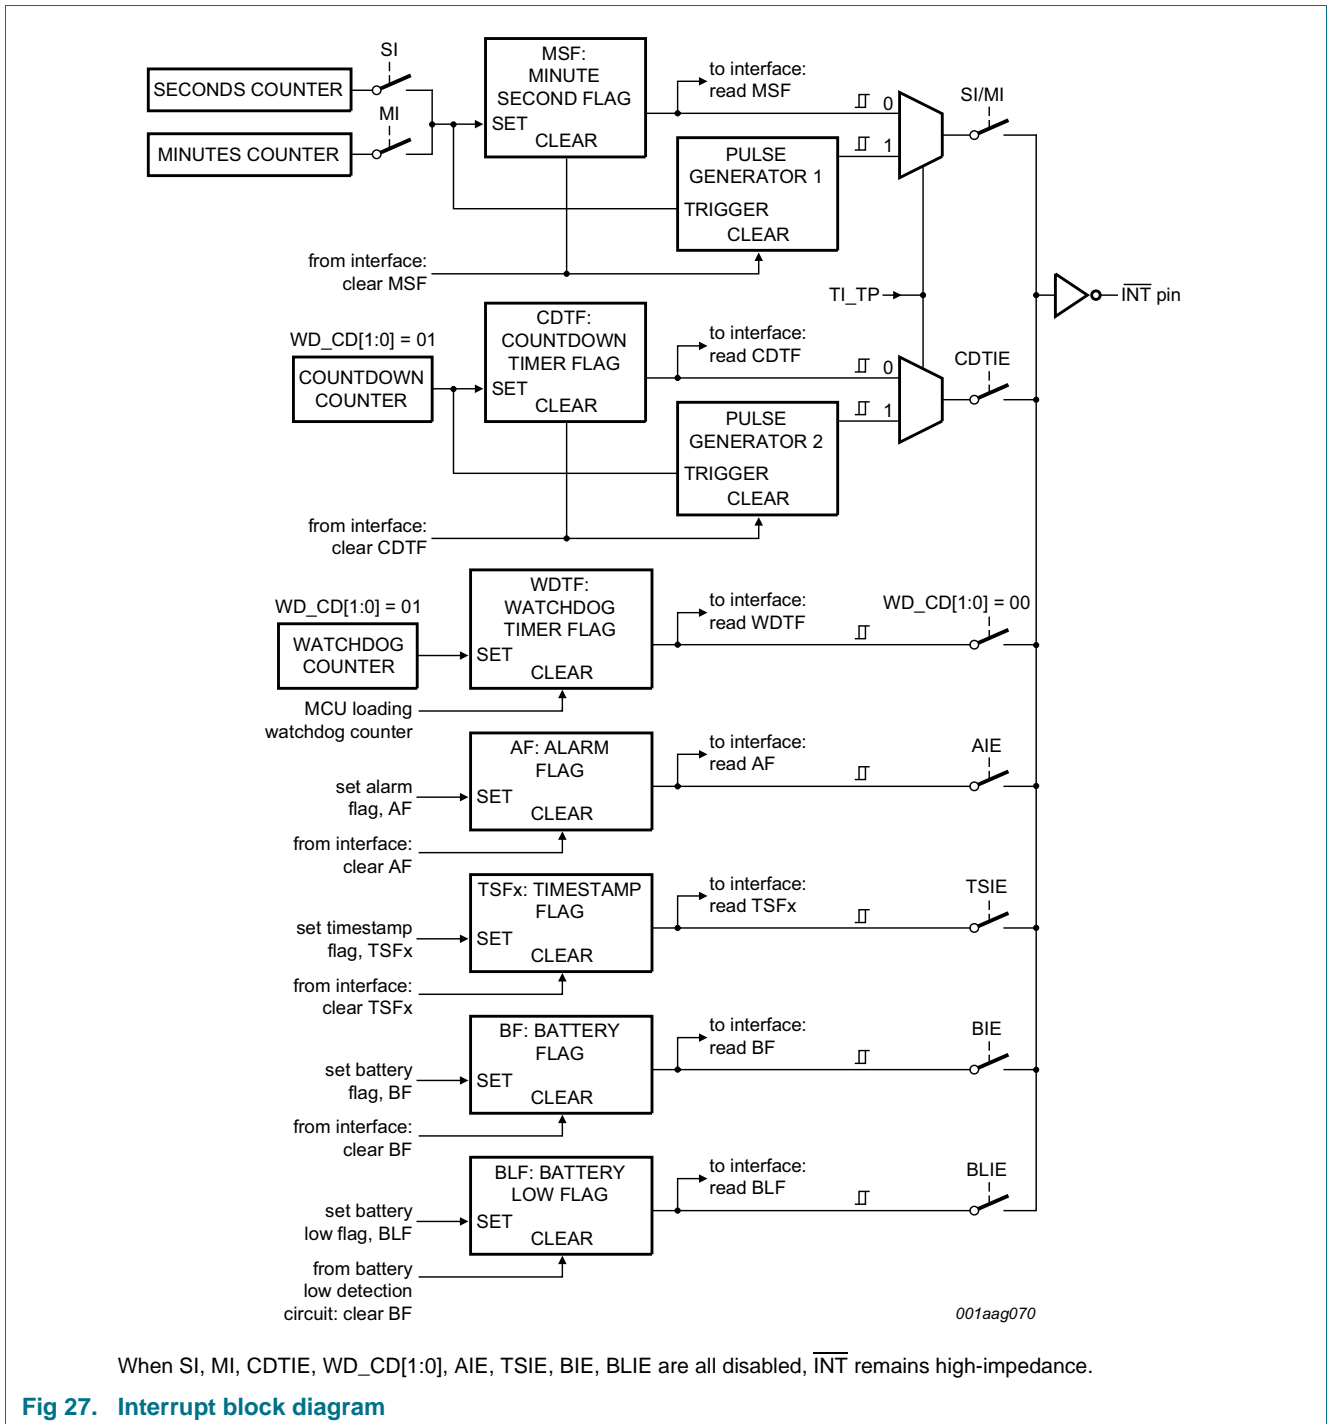 SI
SECONDS COUNTER
MI
MINUTES COUNTER
MSF:
MINUTE
SECOND FLAG
SET
CLEAR
to interface:
read MSF
0
1
SI/MI
PULSE
GENERATOR 1
TRIGGER
CLEAR
from interface:
clear MSF
TI_TP
INT pin
WD_CD[1:0] = 01
COUNTDOWN
COUNTER
CDTF:
COUNTDOWN
TIMER FLAG
SET
CLEAR
to interface:
read CDTF
0
1
CDTIE
PULSE
GENERATOR 2
TRIGGER
CLEAR
from interface:
clear CDTF
WD_CD[1:0] = 01
WATCHDOG
COUNTER
WDTF:
WATCHDOG
TIMER FLAG
SET
CLEAR
to interface:
read WDTF
WD_CD[1:0] = 00
MCU loading
watchdog counter
AF: ALARM
FLAG
SET
CLEAR
to interface:
read AF
AIE
set alarm
flag, AF
from interface:
clear AF
TSFx: TIMESTAMP
FLAG
SET
CLEAR
to interface:
read TSFx
TSIE
set timestamp
flag, TSFx
from interface:
clear TSFx
BF: BATTERY
FLAG
SET
CLEAR
to interface:
read BF
BIE
set battery
flag, BF
from interface:
clear BF
BLF: BATTERY
LOW FLAG
SET
CLEAR
to interface:
read BLF
BLIE
set battery
low flag, BLF
from battery
low detection
circuit: clear BF
001aag070
When SI, MI, CDTIE, WD_CD[1:0], AIE, TSIE, BIE, BLIE are all disabled, INT remains high-impedance.
Fig 27. Interrupt block diagram